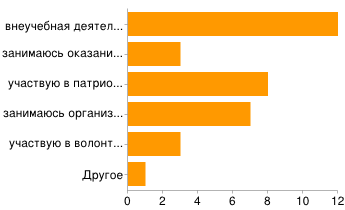 внеучебная деятел...
занимаюсь оказани...
участвую в патрио...
занимаюсь организ...
участвую в волонт...
Другое
0 2 4 6 8 10 12